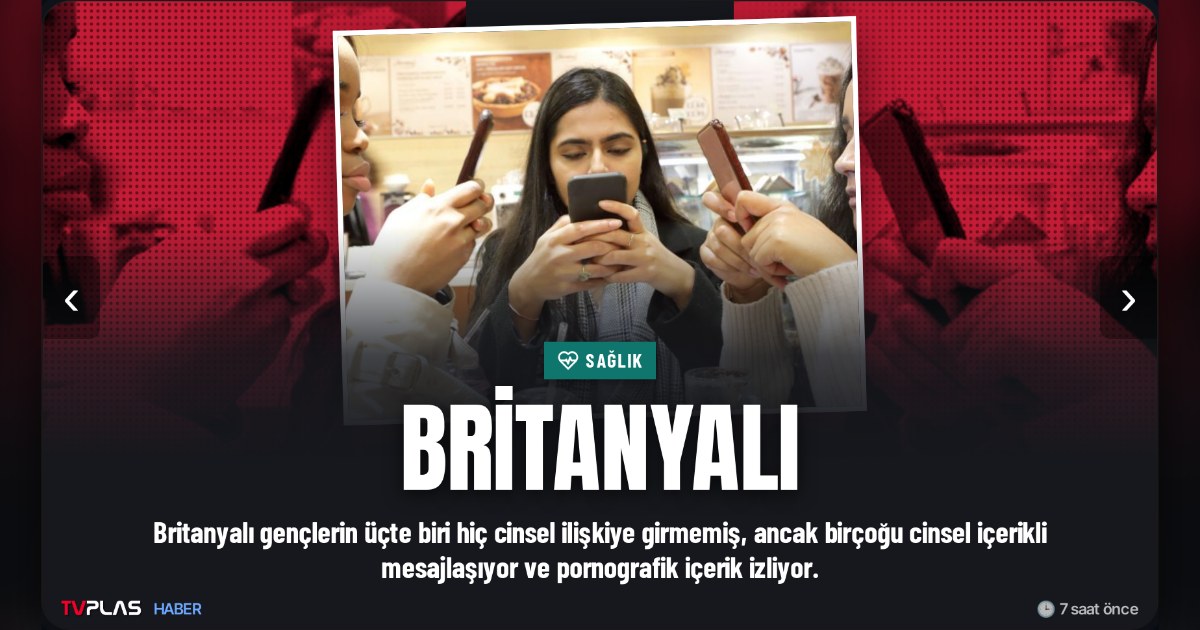 SAĞLIK
BRİTANYALI
Britanyalı gençlerin üçte biri hiç cinsel ilişkiye girmemiş, ancak birçoğu cinsel içerikli
mesajlaşıyor ve pornografik içerik izliyor.
TVPLAS HABER
7 saat önce